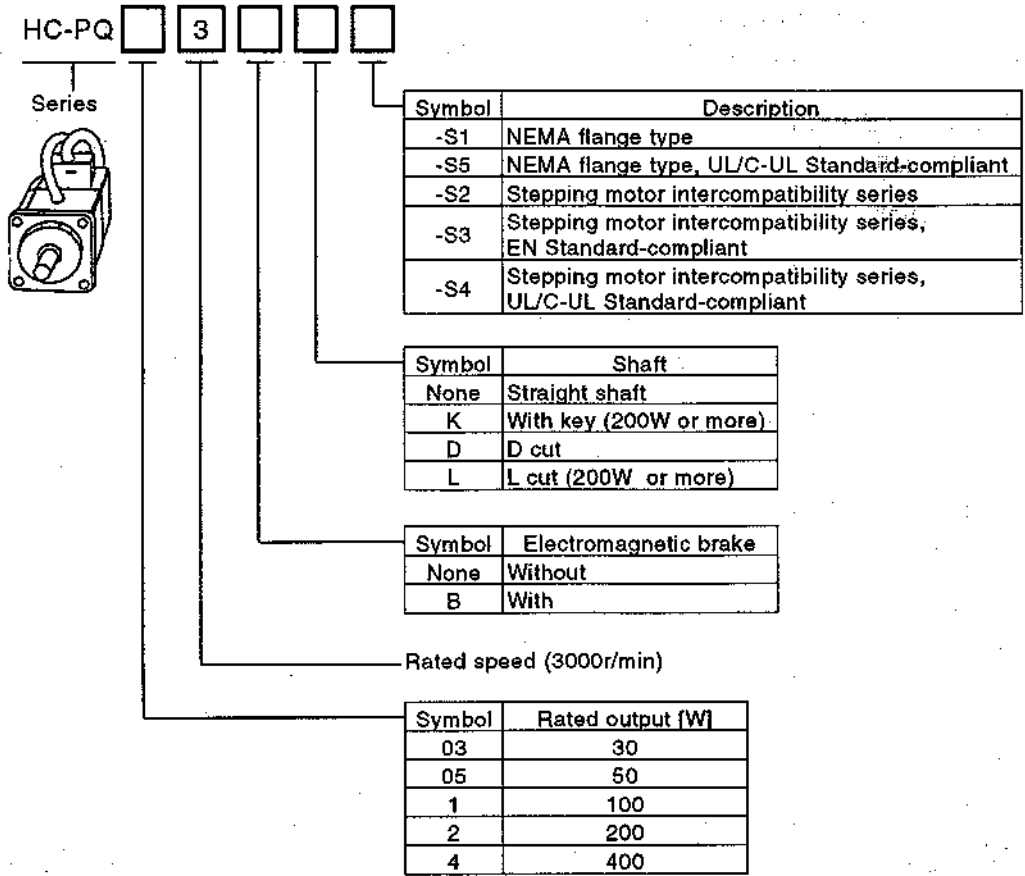 HC-PQ 3
Series
Symbol Description
-S1 NEMA flange type
-S5 NEMA flange type, UL/C-UL Standard-compliant
-S2 Stepping motor intercompatibility series
-S3 Stepping motor intercompatibility series,
EN Standard-compliant
-S4 Stepping motor intercompatibility series,
UL/C-UL Standard-compliant
Symbol Shaft
None Straight shaft
K With key (200W or more)
D D cut
L L cut (200W or more)
Symbol Electromagnetic brake
None Without
B With
Rated speed (3000r/min)
Symbol Rated output [W]
03 30
05 50
1 100
2 200
4 400